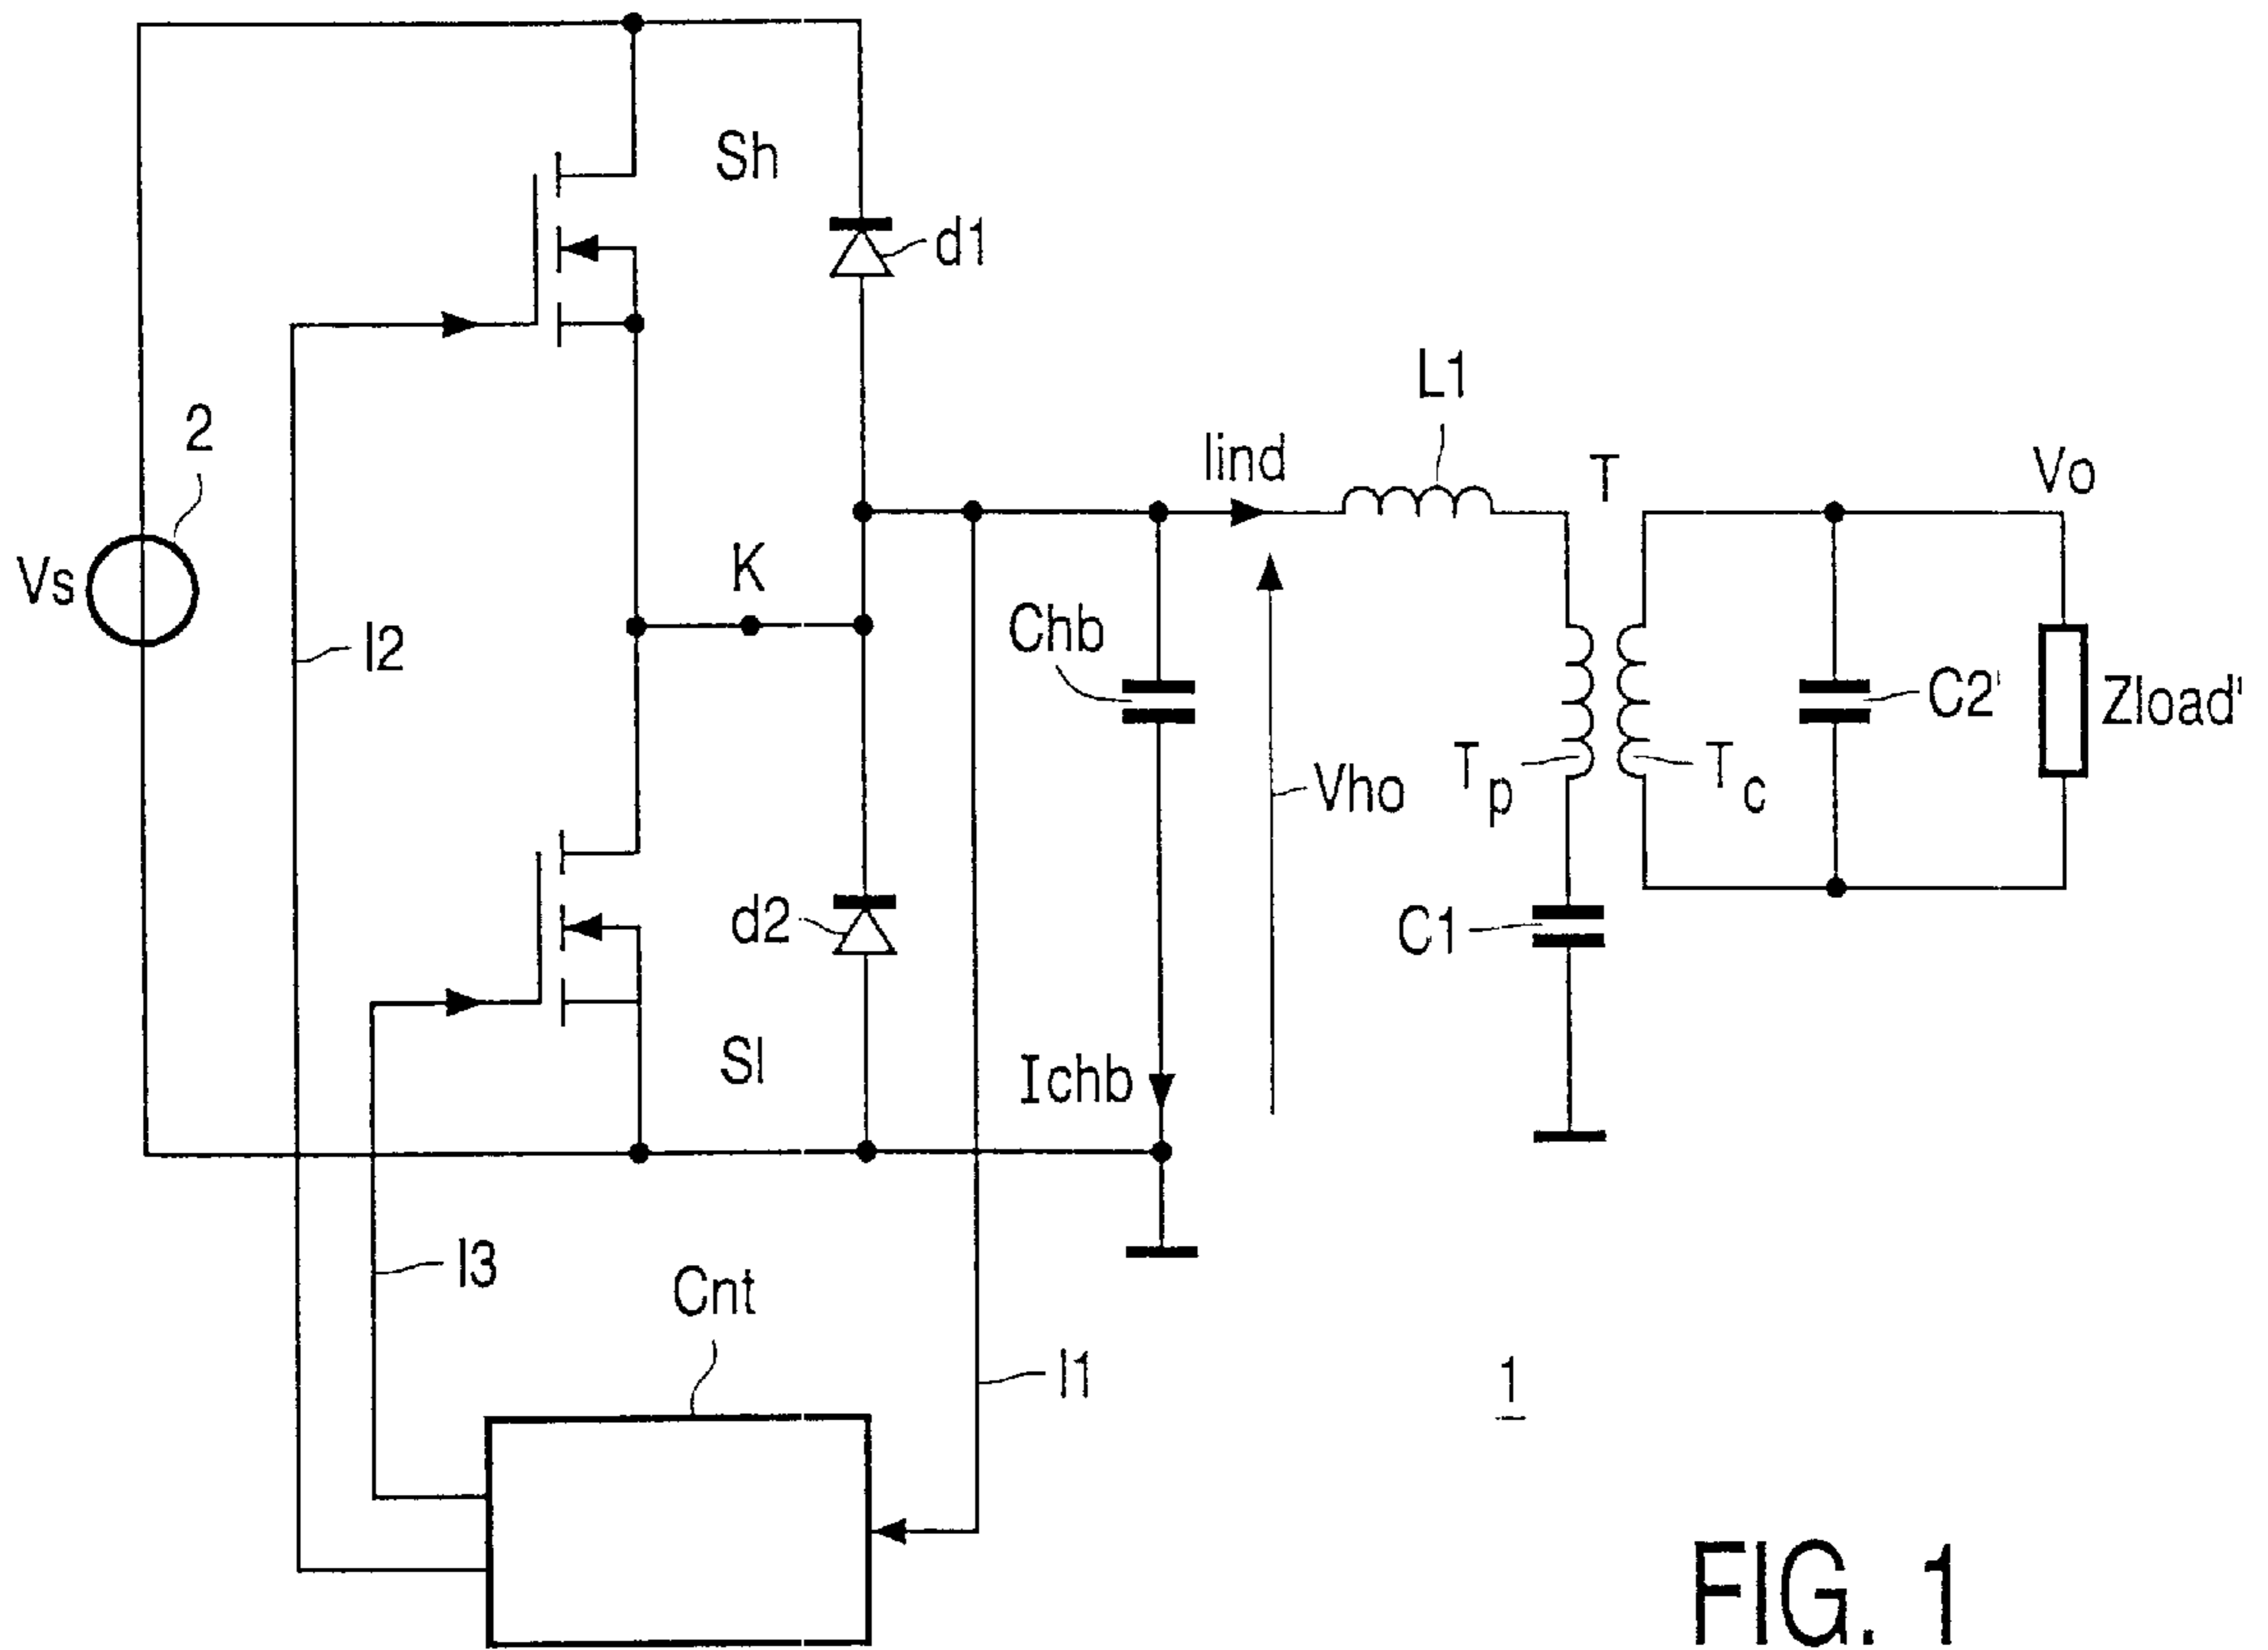 Sh
d1
L1
2
Iind
T
Vo
Vs
K
Chb
l2
C2'
Zload'
Tp
Tc
Vho
d2
C1
Sl
Ichb
l3
Cnt
l1
1
FIG. 1